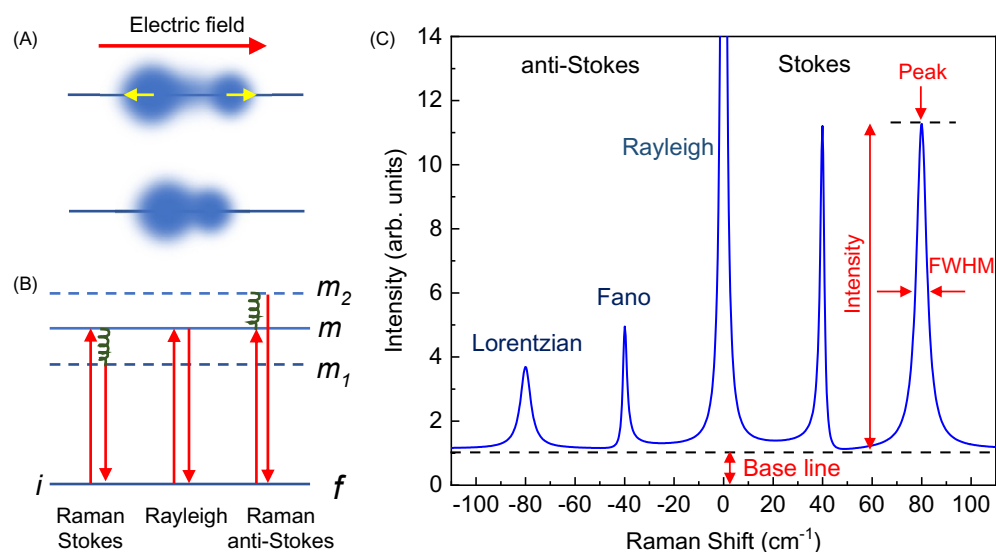 (A)
Electric field
(B)
m2
m
m1
i
f
Raman
Stokes
Rayleigh
Raman
anti-Stokes
(C)
Intensity (arb. units)
14
12
10
8
6
4
2
0
anti-Stokes
Stokes
Peak
Rayleigh
Intensity
FWHM
Fano
Lorentzian
Base line
-100 -80 -60 -40 -20 0 20 40 60 80 100
Raman Shift (cm-1)